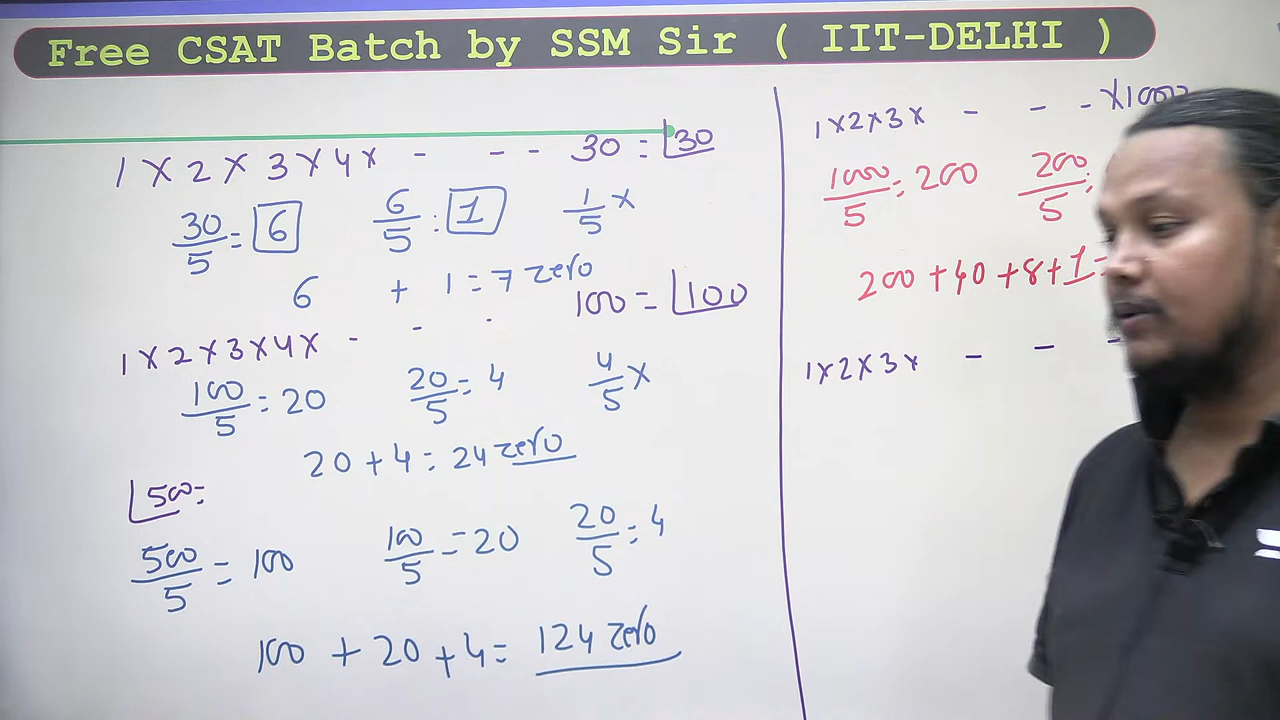 Free CSAT Batch by SSM Sir ( IIT-DELHI )
1 X 2 X 3 X 4 X - - - 30 = ⌊30
30/5 = 6 6/5 : 1 1/5 X
6 + 1 = 7 zero
1 X 2 X 3 X 4 X - - . 100 = ⌊100
100/5 = 20 20/5 = 4 4/5 X
20 + 4 = 24 zero
⌊500 =
500/5 = 100 100/5 = 20 20/5 = 4
100 + 20 + 4 = 124 zero
1 X 2 X 3 X - - - X 1000
1000/5 = 200 200/5 =
200 + 40 + 8 + 1 =
1 X 2 X 3 X - - -